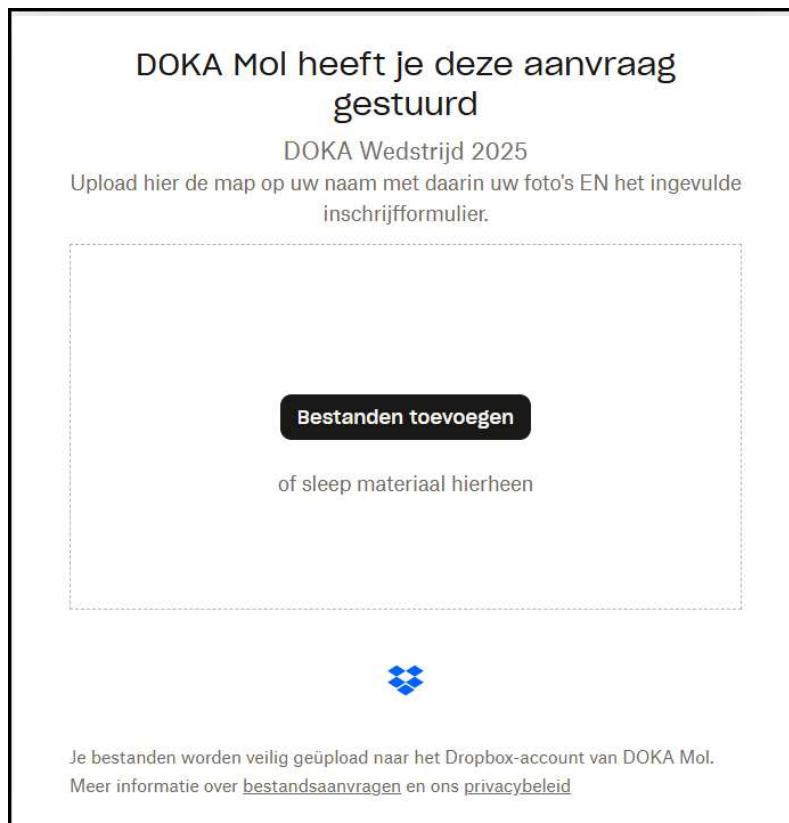 DOKA Mol heeft je deze aanvraag
gestuurd
DOKA Wedstrijd 2025
Upload hier de map op uw naam met daarin uw foto's EN het ingevulde
inschrijfformulier.
Bestanden toevoegen
of sleep materiaal hierheen
Je bestanden worden veilig geüpload naar het Dropbox-account van DOKA Mol.
Meer informatie over bestandsaanvragen en ons privacybeleid